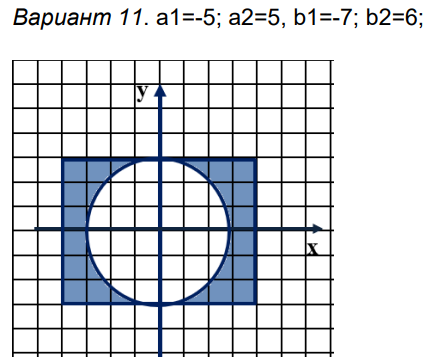 Вариант 11. a1=-5; a2=5, b1=-7; b2=6;
y
x